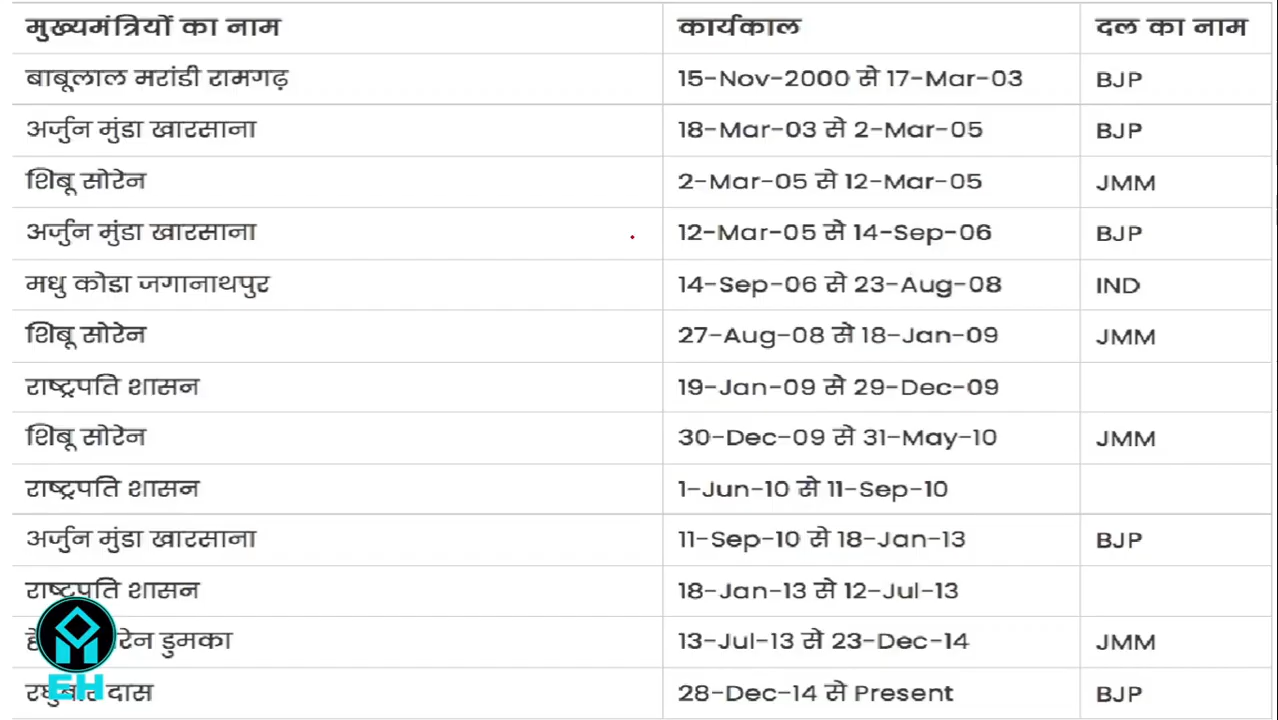 मुख्यमंत्रियों का नाम कार्यकाल दल का नाम
बाबूलाल मरांडी रामगढ़ 15-Nov-2000 से 17-Mar-03 BJP
अर्जुन मुंडा खारसाना 18-Mar-03 से 2-Mar-05 BJP
शिबू सोरेन 2-Mar-05 से 12-Mar-05 JMM
अर्जुन मुंडा खारसाना 12-Mar-05 से 14-Sep-06 BJP
मधु कोडा जगानाथपुर 14-Sep-06 से 23-Aug-08 IND
शिबू सोरेन 27-Aug-08 से 18-Jan-09 JMM
राष्ट्रपति शासन 19-Jan-09 से 29-Dec-09
शिबू सोरेन 30-Dec-09 से 31-May-10 JMM
राष्ट्रपति शासन 1-Jun-10 से 11-Sep-10
अर्जुन मुंडा खारसाना 11-Sep-10 से 18-Jan-13 BJP
राष्ट्रपति शासन 18-Jan-13 से 12-Jul-13
डुमका 13-Jul-13 से 23-Dec-14 JMM
दास 28-Dec-14 से Present BJP
EH